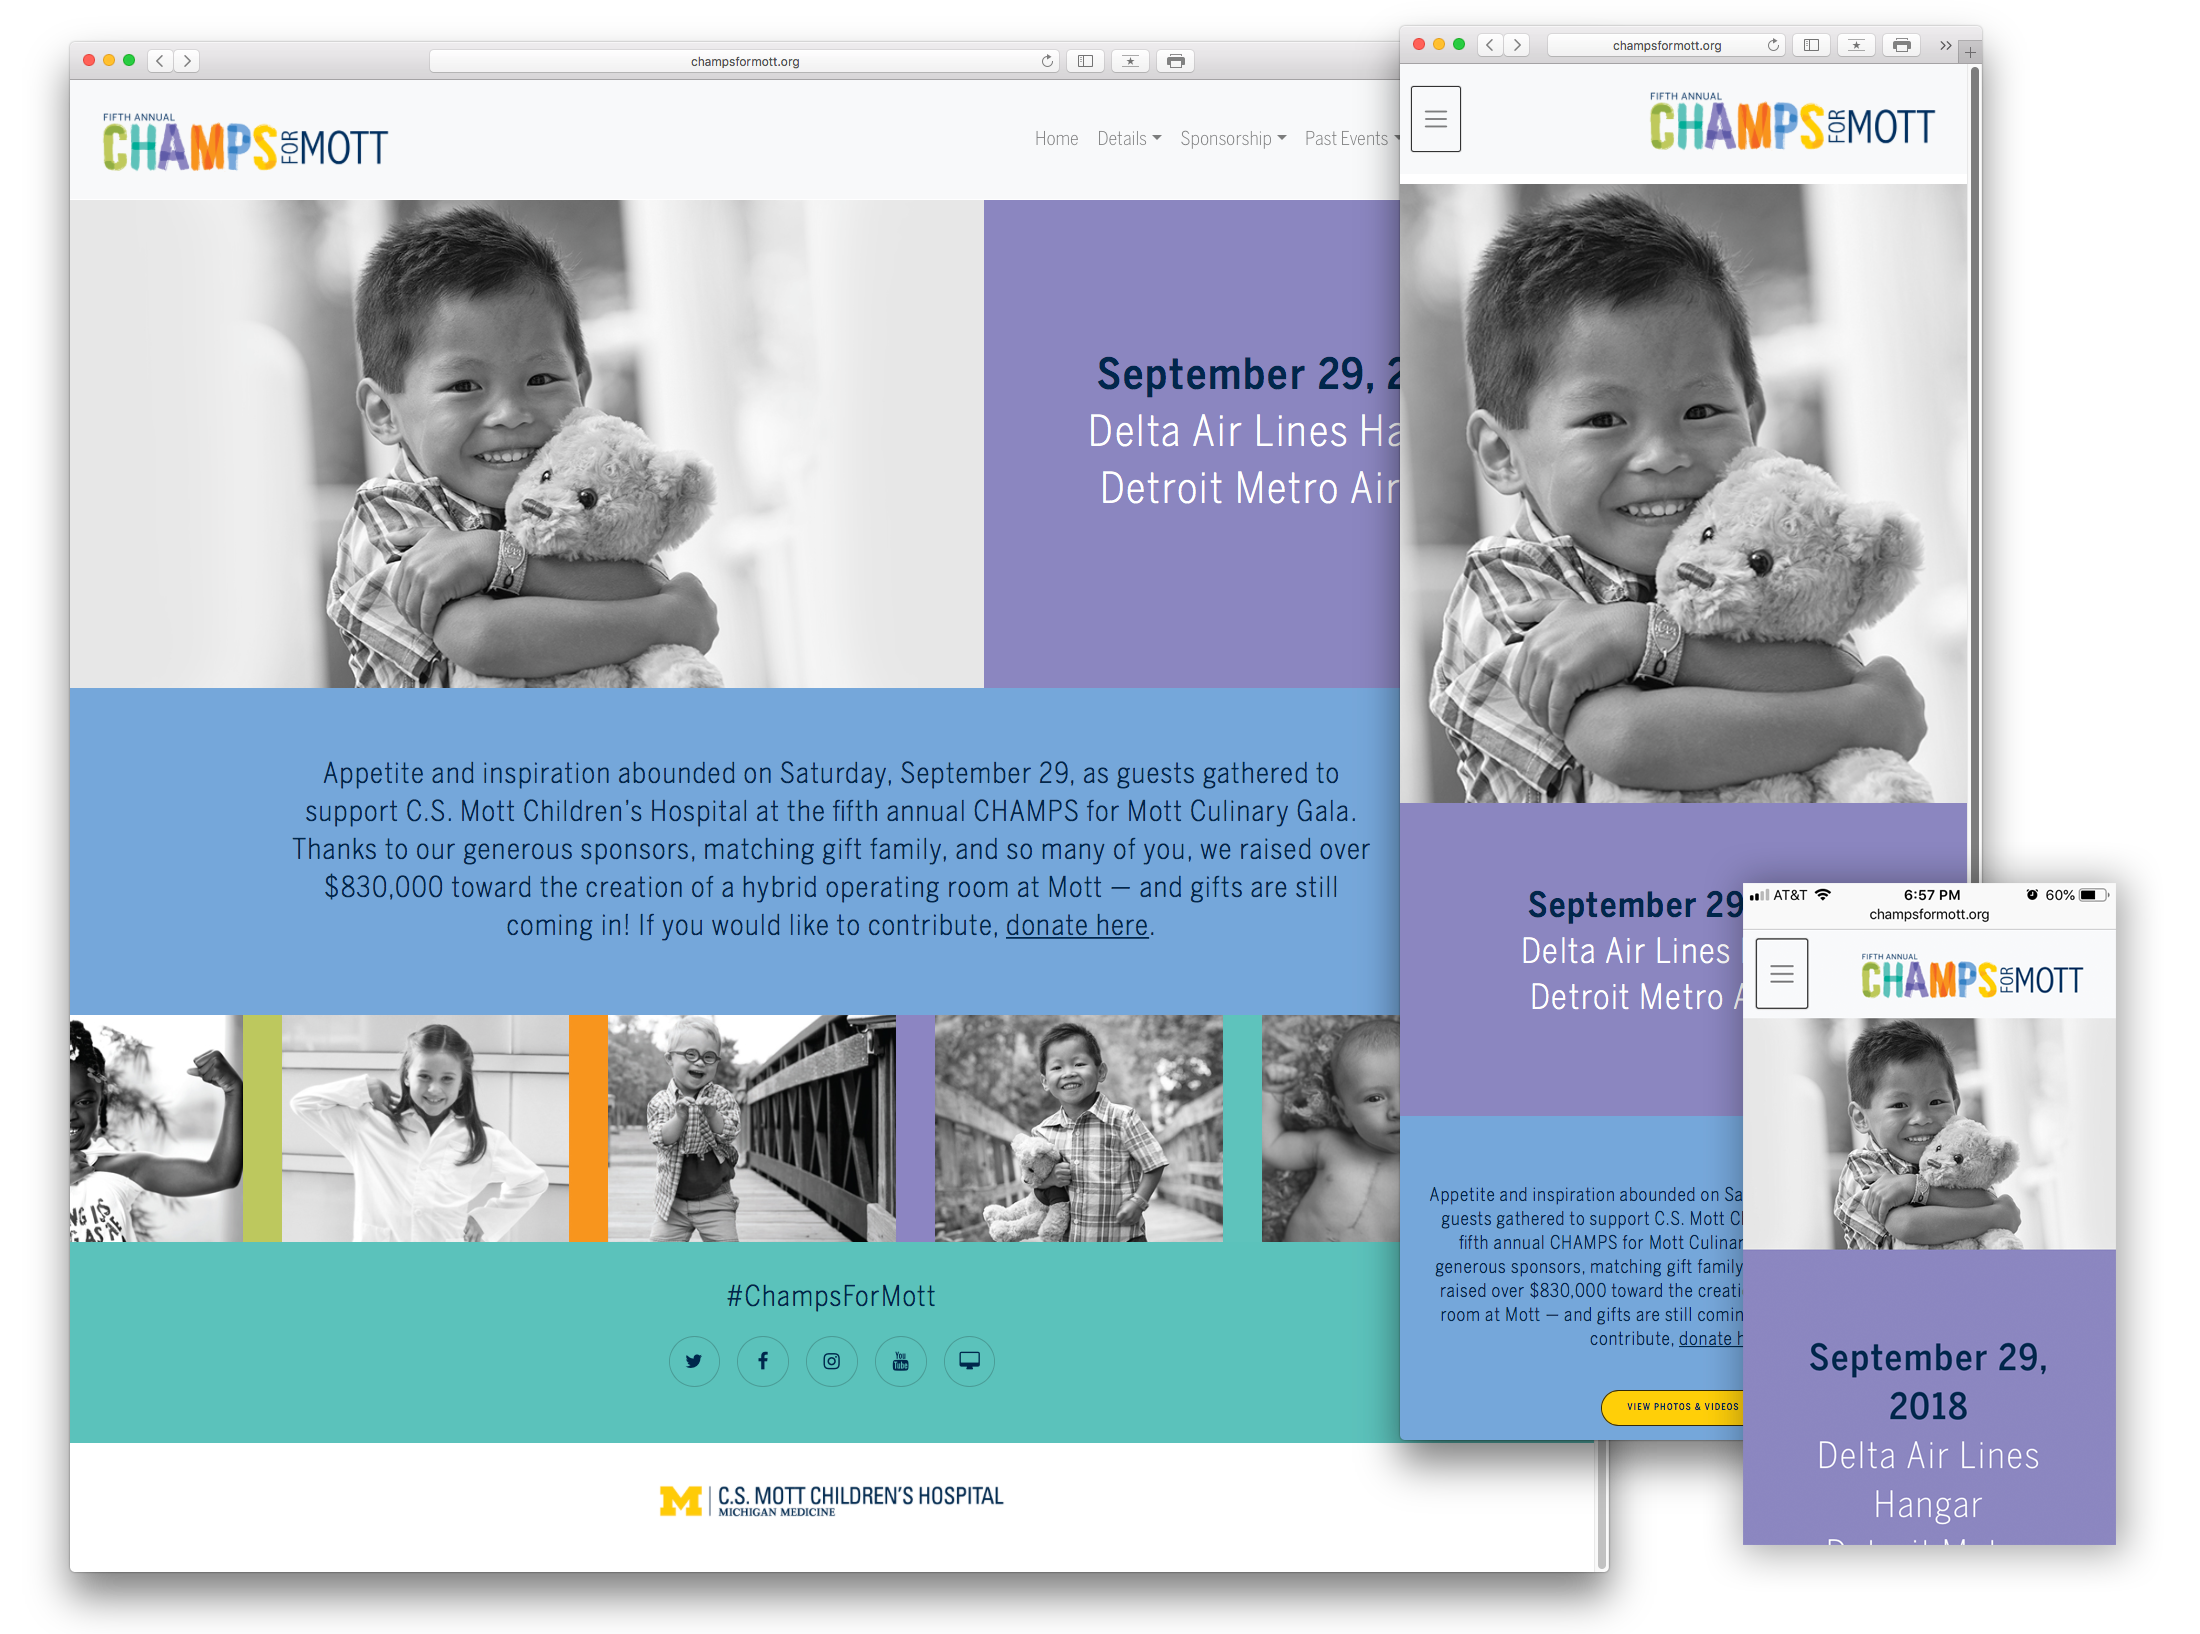 champsformott.org
FIFTH ANNUAL
CHAMPS FOR MOTT
Home Details Sponsorship Past Events
September 29, 2
Delta Air Lines Ha
Detroit Metro Air
Appetite and inspiration abounded on Saturday, September 29, as guests gathered to
support C.S. Mott Children's Hospital at the fifth annual CHAMPS for Mott Culinary Gala.
Thanks to our generous sponsors, matching gift family, and so many of you, we raised over
$830,000 toward the creation of a hybrid operating room at Mott — and gifts are still
coming in! If you would like to contribute, donate here.
NG IS
#ChampsForMott
You
Tube
M C.S. MOTT CHILDREN'S HOSPITAL
MICHIGAN MEDICINE
champsformott.org
FIFTH ANNUAL
CHAMPS FOR MOTT
September 29
Delta Air Lines
Detroit Metro A
Appetite and inspiration abounded on Sa
guests gathered to support C.S. Mott C
fifth annual CHAMPS for Mott Culinar
generous sponsors, matching gift family
raised over $830,000 toward the creati
room at Mott — and gifts are still comin
contribute, donate h
VIEW PHOTOS & VIDEOS
AT&T 6:57 PM 60%
champsformott.org
FIFTH ANNUAL
CHAMPS FOR MOTT
September 29,
2018
Delta Air Lines
Hangar